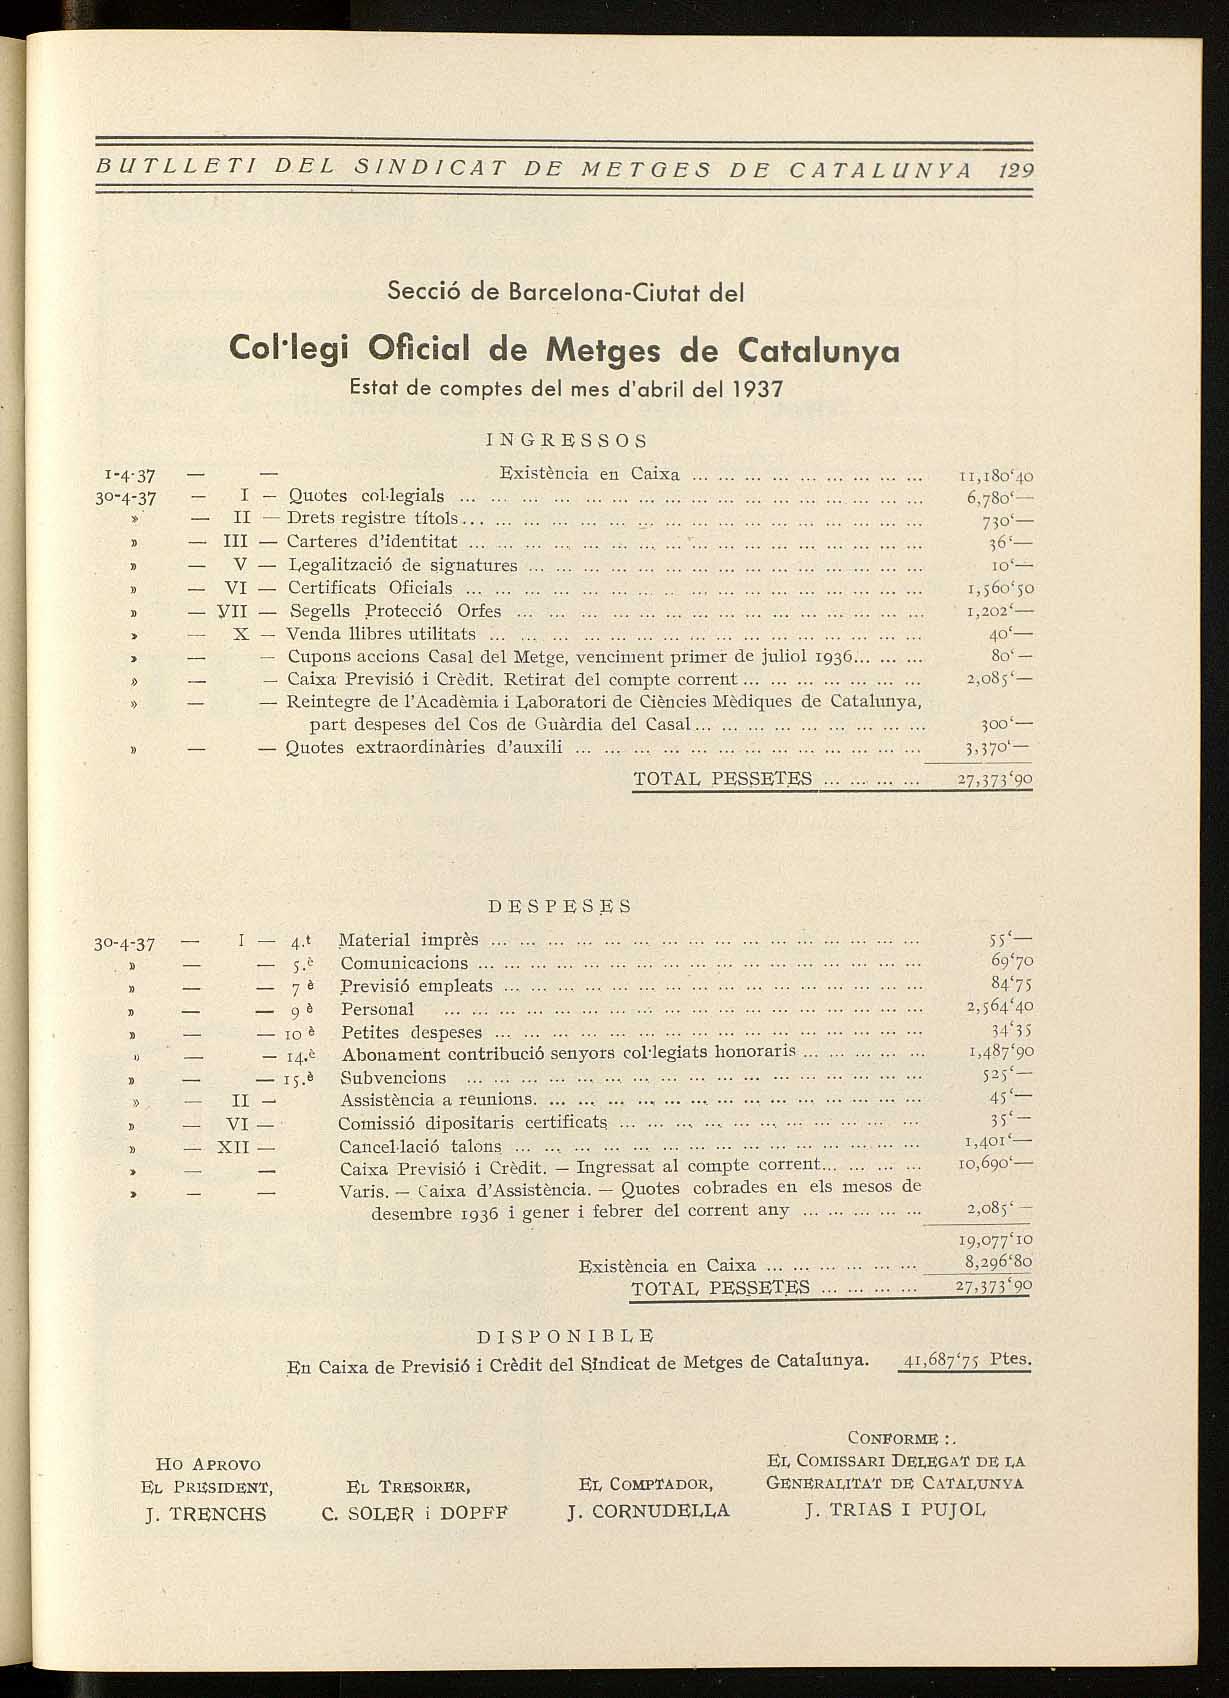 BUTLLETI DEL SINDICAT DE METGES DE CATALUNYA 129
Secció de Barcelona-Ciutat del
Col·legi Oficial de Metges de Catalunya
Estat de comptes del mes d'abril del 1937
INGRESSOS
1-4-37 — — Existència en Caixa ... ... ... ... ... ... ... ... ... 11,180'40
30-4-37 — I — Quotes col·legials ... ... ... ... ... ... ... ... ... 6,780'—
» — II — Drets registre títols... ... ... ... ... ... ... ... ... 730'—
» — III — Carteres d'identitat ... ... ... ... ... ... ... ... ... 36'—
» — V — Legalització de signatures ... ... ... ... ... ... ... ... 10'—
» — VI — Certificats Oficials ... ... ... ... ... ... ... ... ... 1,560'50
» — VII — Segells Protecció Orfes ... ... ... ... ... ... ... ... 1,202'—
» — X — Venda llibres utilitats ... ... ... ... ... ... ... ... 40'—
» — — Cupons accions Casal del Metge, venciment primer de juliol 1936... ... ... 80'—
» — — Caixa Previsió i Crèdit. Retirat del compte corrent ... ... ... ... ... ... ... 2,085'—
» — — Reintegre de l'Acadèmia i Laboratori de Ciències Mèdiques de Catalunya,
part despeses del Cos de Guàrdia del Casal ... ... ... ... ... ... ... ... ... 300'—
» — — Quotes extraordinàries d'auxili ... ... ... ... ... ... ... ... ... 3,370'—
TOTAL PESSETES ... ... ... ... 27,373'90
DESPESES
30-4-37 — I — 4.t Material imprès ... ... ... ... ... ... ... ... ... 55'—
» — — 5.è Comunicacions ... ... ... ... ... ... ... ... ... 69'70
» — — 7 è Previsió empleats ... ... ... ... ... ... ... ... ... 84'75
» — — 9 è Personal ... ... ... ... ... ... ... ... ... 2,564'40
» — — 10 è Petites despeses ... ... ... ... ... ... ... ... ... 34'35
» — — 14.è Abonament contribució senyors col·legiats honoraris ... ... ... ... ... 1,487'90
» — — 15.è Subvencions ... ... ... ... ... ... ... ... ... 525'—
» — II — Assistència a reunions. ... ... ... ... ... ... ... ... ... 45'—
» — VI — Comissió dipositaris certificats ... ... ... ... ... ... ... ... 35'—
» — XII — Cancel·lació talons ... ... ... ... ... ... ... ... ... 1,401'—
» — — Caixa Previsió i Crèdit. — Ingressat al compte corrent... ... ... ... ... 10,690'—
» — — Varis. — Caixa d'Assistència. — Quotes cobrades en els mesos de
desembre 1936 i gener i febrer del corrent any ... ... ... ... ... 2,085'—
19,077'10
Existència en Caixa ... ... ... ... ... ... 8,296'80
TOTAL PESSETES ... ... ... ... 27,373'90
DISPONIBLE
En Caixa de Previsió i Crèdit del Sindicat de Metges de Catalunya. 41,687'75 Ptes.
CONFORME :.
HO APROVO EL COMISSARI DELEGAT DE LA
EL PRESIDENT, EL TRESORER, EL COMPTADOR, GENERALITAT DE CATALUNYA
J. TRENCHS C. SOLER i DOPFF J. CORNUDELLA J. TRIAS I PUJOL